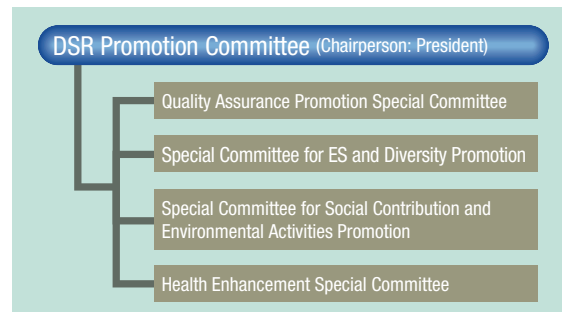 DSR Promotion Committee (Chairperson: President)
Quality Assurance Promotion Special Committee
Special Committee for ES and Diversity Promotion
Special Committee for Social Contribution and
Environmental Activities Promotion
Health Enhancement Special Committee